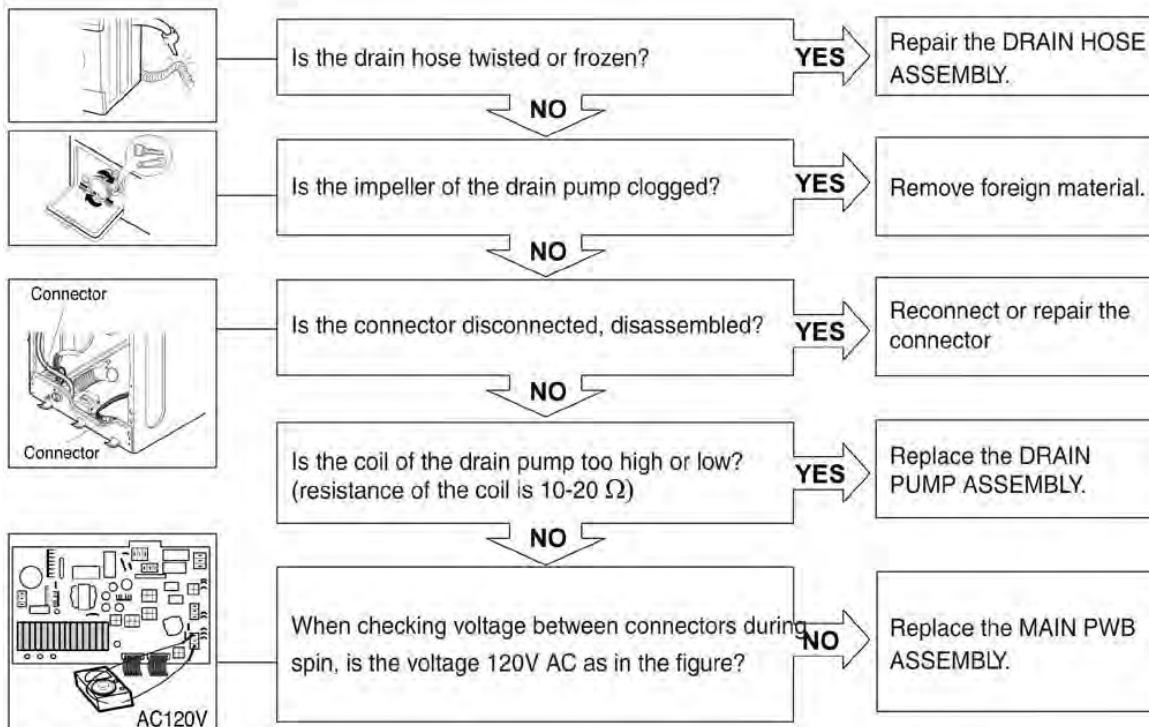 Is the drain hose twisted or frozen?
YES
Repair the DRAIN HOSE
ASSEMBLY.
NO
Is the impeller of the drain pump clogged?
YES
Remove foreign material.
NO
Connector
Connector
Is the connector disconnected, disassembled?
YES
Reconnect or repair the
connector
NO
Is the coil of the drain pump too high or low?
(resistance of the coil is 10-20 Ω)
YES
Replace the DRAIN
PUMP ASSEMBLY.
NO
AC120V
When checking voltage between connectors during
spin, is the voltage 120V AC as in the figure?
NO
Replace the MAIN PWB
ASSEMBLY.